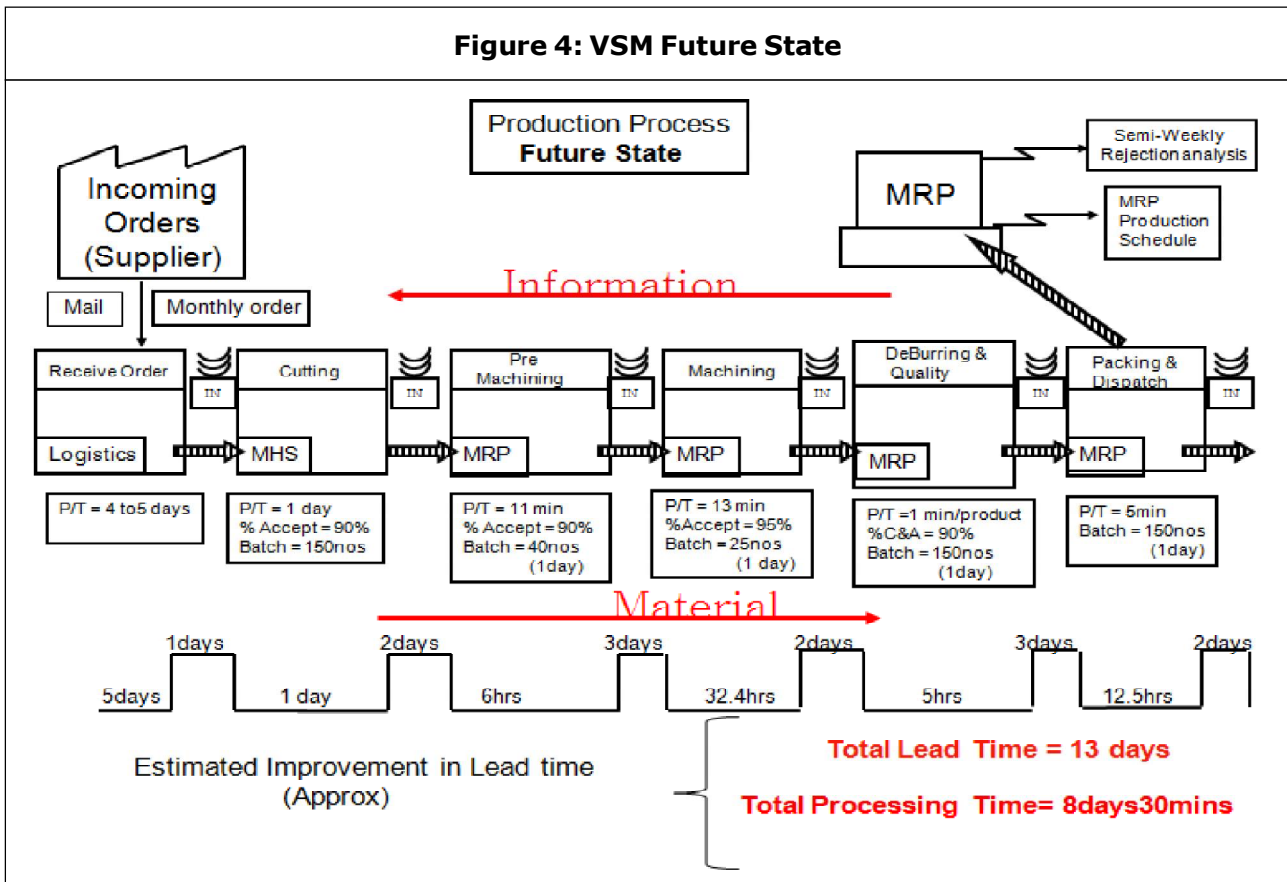 Figure 4: VSM Future State
Production Process
Future State
Incoming
Orders
(Supplier)
MRP
Semi-Weekly
Rejection analysis
MRP
Production
Schedule
Information
Mail
Monthly order
Receive Order
Logistics
IN
Cutting
MHS
IN
Pre
Machining
MRP
IN
Machining
MRP
IN
DeBurring &
Quality
MRP
IN
Packing &
Dispatch
MRP
IN
P/T = 4 to5 days
P/T = 1 day
% Accept = 90%
Batch = 150nos
P/T = 11 min
% Accept = 90%
Batch = 40nos
(1day)
P/T = 13 min
%Accept = 95%
Batch = 25nos
(1 day)
P/T =1 min/product
%C&A = 90%
Batch = 150nos
(1day)
P/T = 5min
Batch = 150nos
(1day)
Material
1days
2days
3days
2days
3days
2days
5days
1 day
6hrs
32.4hrs
5hrs
12.5hrs
Estimated Improvement in Lead time
(Approx)
Total Lead Time = 13 days
Total Processing Time= 8days30mins